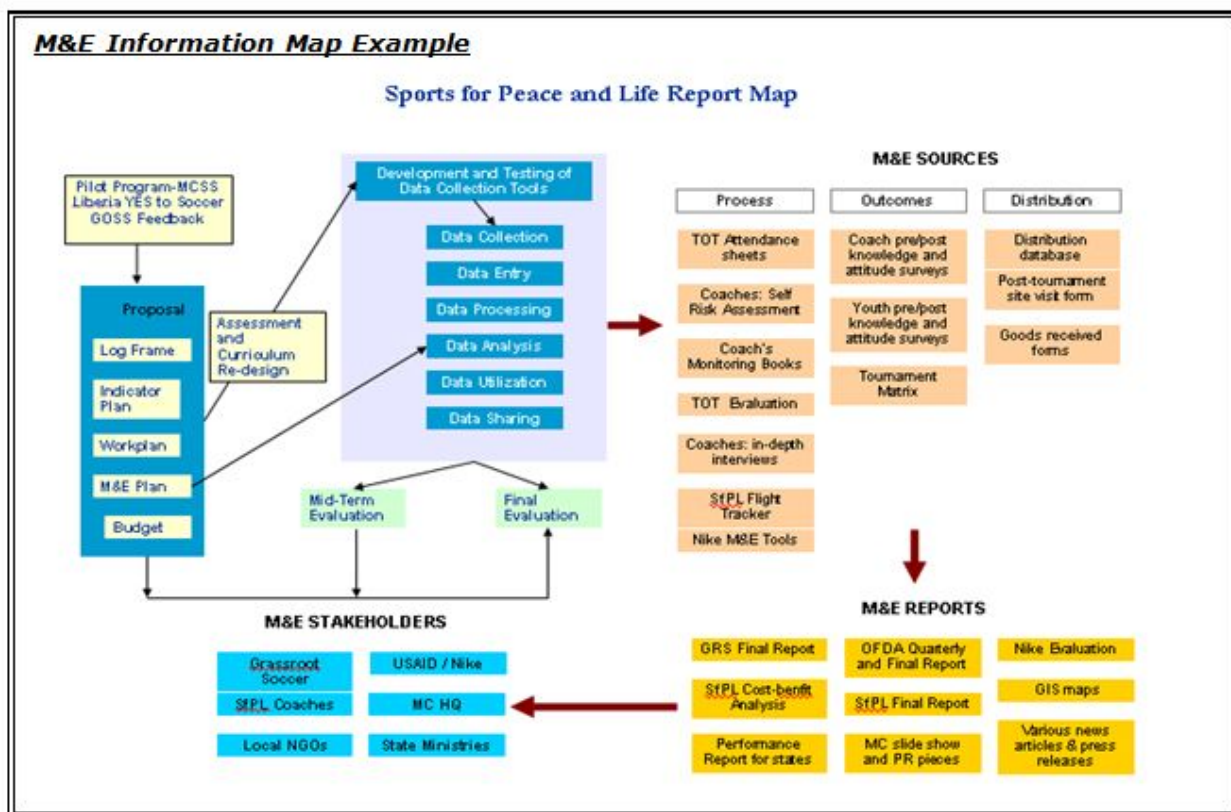 M&E Information Map Example
Sports for Peace and Life Report Map
Pilot Program-MCSS
Liberia YES to Soccer
GOSS Feedback
Proposal
Log Frame
Indicator
Plan
Workplan
M&E Plan
Budget
Assessment
and
Curriculum
Re-design
Development and Testing of
Data Collection Tools
Data Collection
Data Entry
Data Processing
Data Analysis
Data Utilization
Data Sharing
Mid-Term
Evaluation
Final
Evaluation
M&E SOURCES
Process
TOT Attendance
sheets
Coaches: Self
Risk Assessment
Coach's
Monitoring Books
TOT Evaluation
Coaches: in-depth
interviews
SfPL Flight
Tracker
Nike M&E Tools
Outcomes
Coach pre/post
knowledge and
attitude surveys
Youth pre/post
knowledge and
attitude surveys
Tournament
Matrix
Distribution
Distribution
database
Post-tournament
site visit form
Goods received
forms
M&E STAKEHOLDERS
Grassroot
Soccer
SfPL Coaches
Local NGOs
USAID / Nike
MC HQ
State Ministries
M&E REPORTS
GRS Final Report
SfPL Cost-benfit
Analysis
Performance
Report for states
OFDA Quarterly
and Final Report
SfPL Final Report
MC slide show
and PR pieces
Nike Evaluation
GIS maps
Various news
articles & press
releases